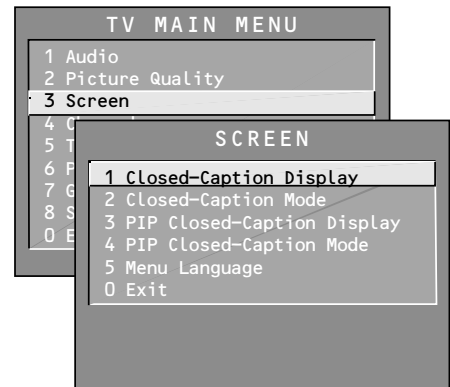 TV MAIN MENU
1 Audio
2 Picture Quality
3 Screen
4 C
5 T
6 P
7 G
8 S
0 E
SCREEN
1 Closed-Caption Display
2 Closed-Caption Mode
3 PIP Closed-Caption Display
4 PIP Closed-Caption Mode
5 Menu Language
0 Exit